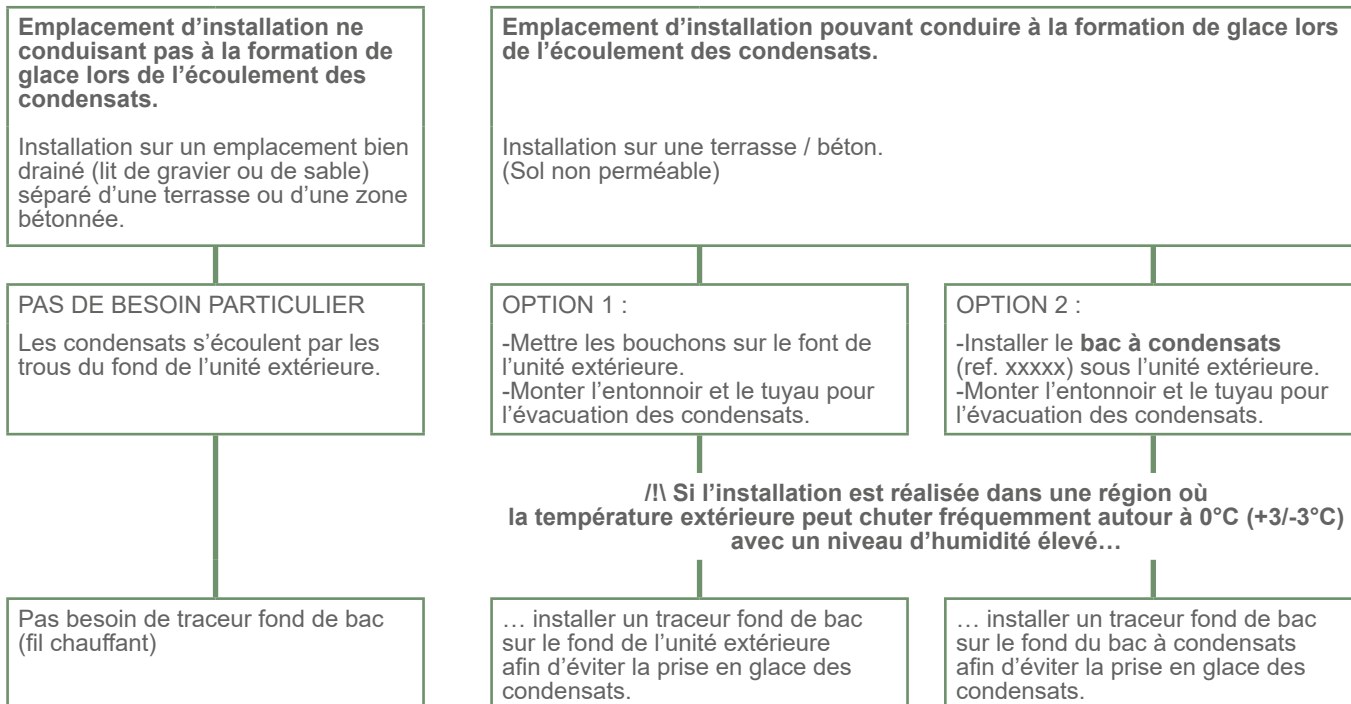 Emplacement d'installation ne
conduisant pas à la formation de
glace lors de l'écoulement des
condensats.
Installation sur un emplacement bien
drainé (lit de gravier ou de sable)
séparé d'une terrasse ou d'une zone
bétonnée.
Emplacement d'installation pouvant conduire à la formation de glace lors
de l'écoulement des condensats.
Installation sur une terrasse / béton.
(Sol non perméable)
PAS DE BESOIN PARTICULIER
Les condensats s'écoulent par les
trous du fond de l'unité extérieure.
OPTION 1 :
-Mettre les bouchons sur le font de
l'unité extérieure.
-Monter l'entonnoir et le tuyau pour
l'évacuation des condensats.
OPTION 2 :
-Installer le bac à condensats
(ref. xxxxx) sous l'unité extérieure.
-Monter l'entonnoir et le tuyau pour
l'évacuation des condensats.
/!\ Si l'installation est réalisée dans une région où
la température extérieure peut chuter fréquemment autour à 0°C (+3/-3°C)
avec un niveau d'humidité élevé…
Pas besoin de traceur fond de bac
(fil chauffant)
… installer un traceur fond de bac
sur le fond de l'unité extérieure
afin d'éviter la prise en glace des
condensats.
… installer un traceur fond de bac
sur le fond du bac à condensats
afin d'éviter la prise en glace des
condensats.